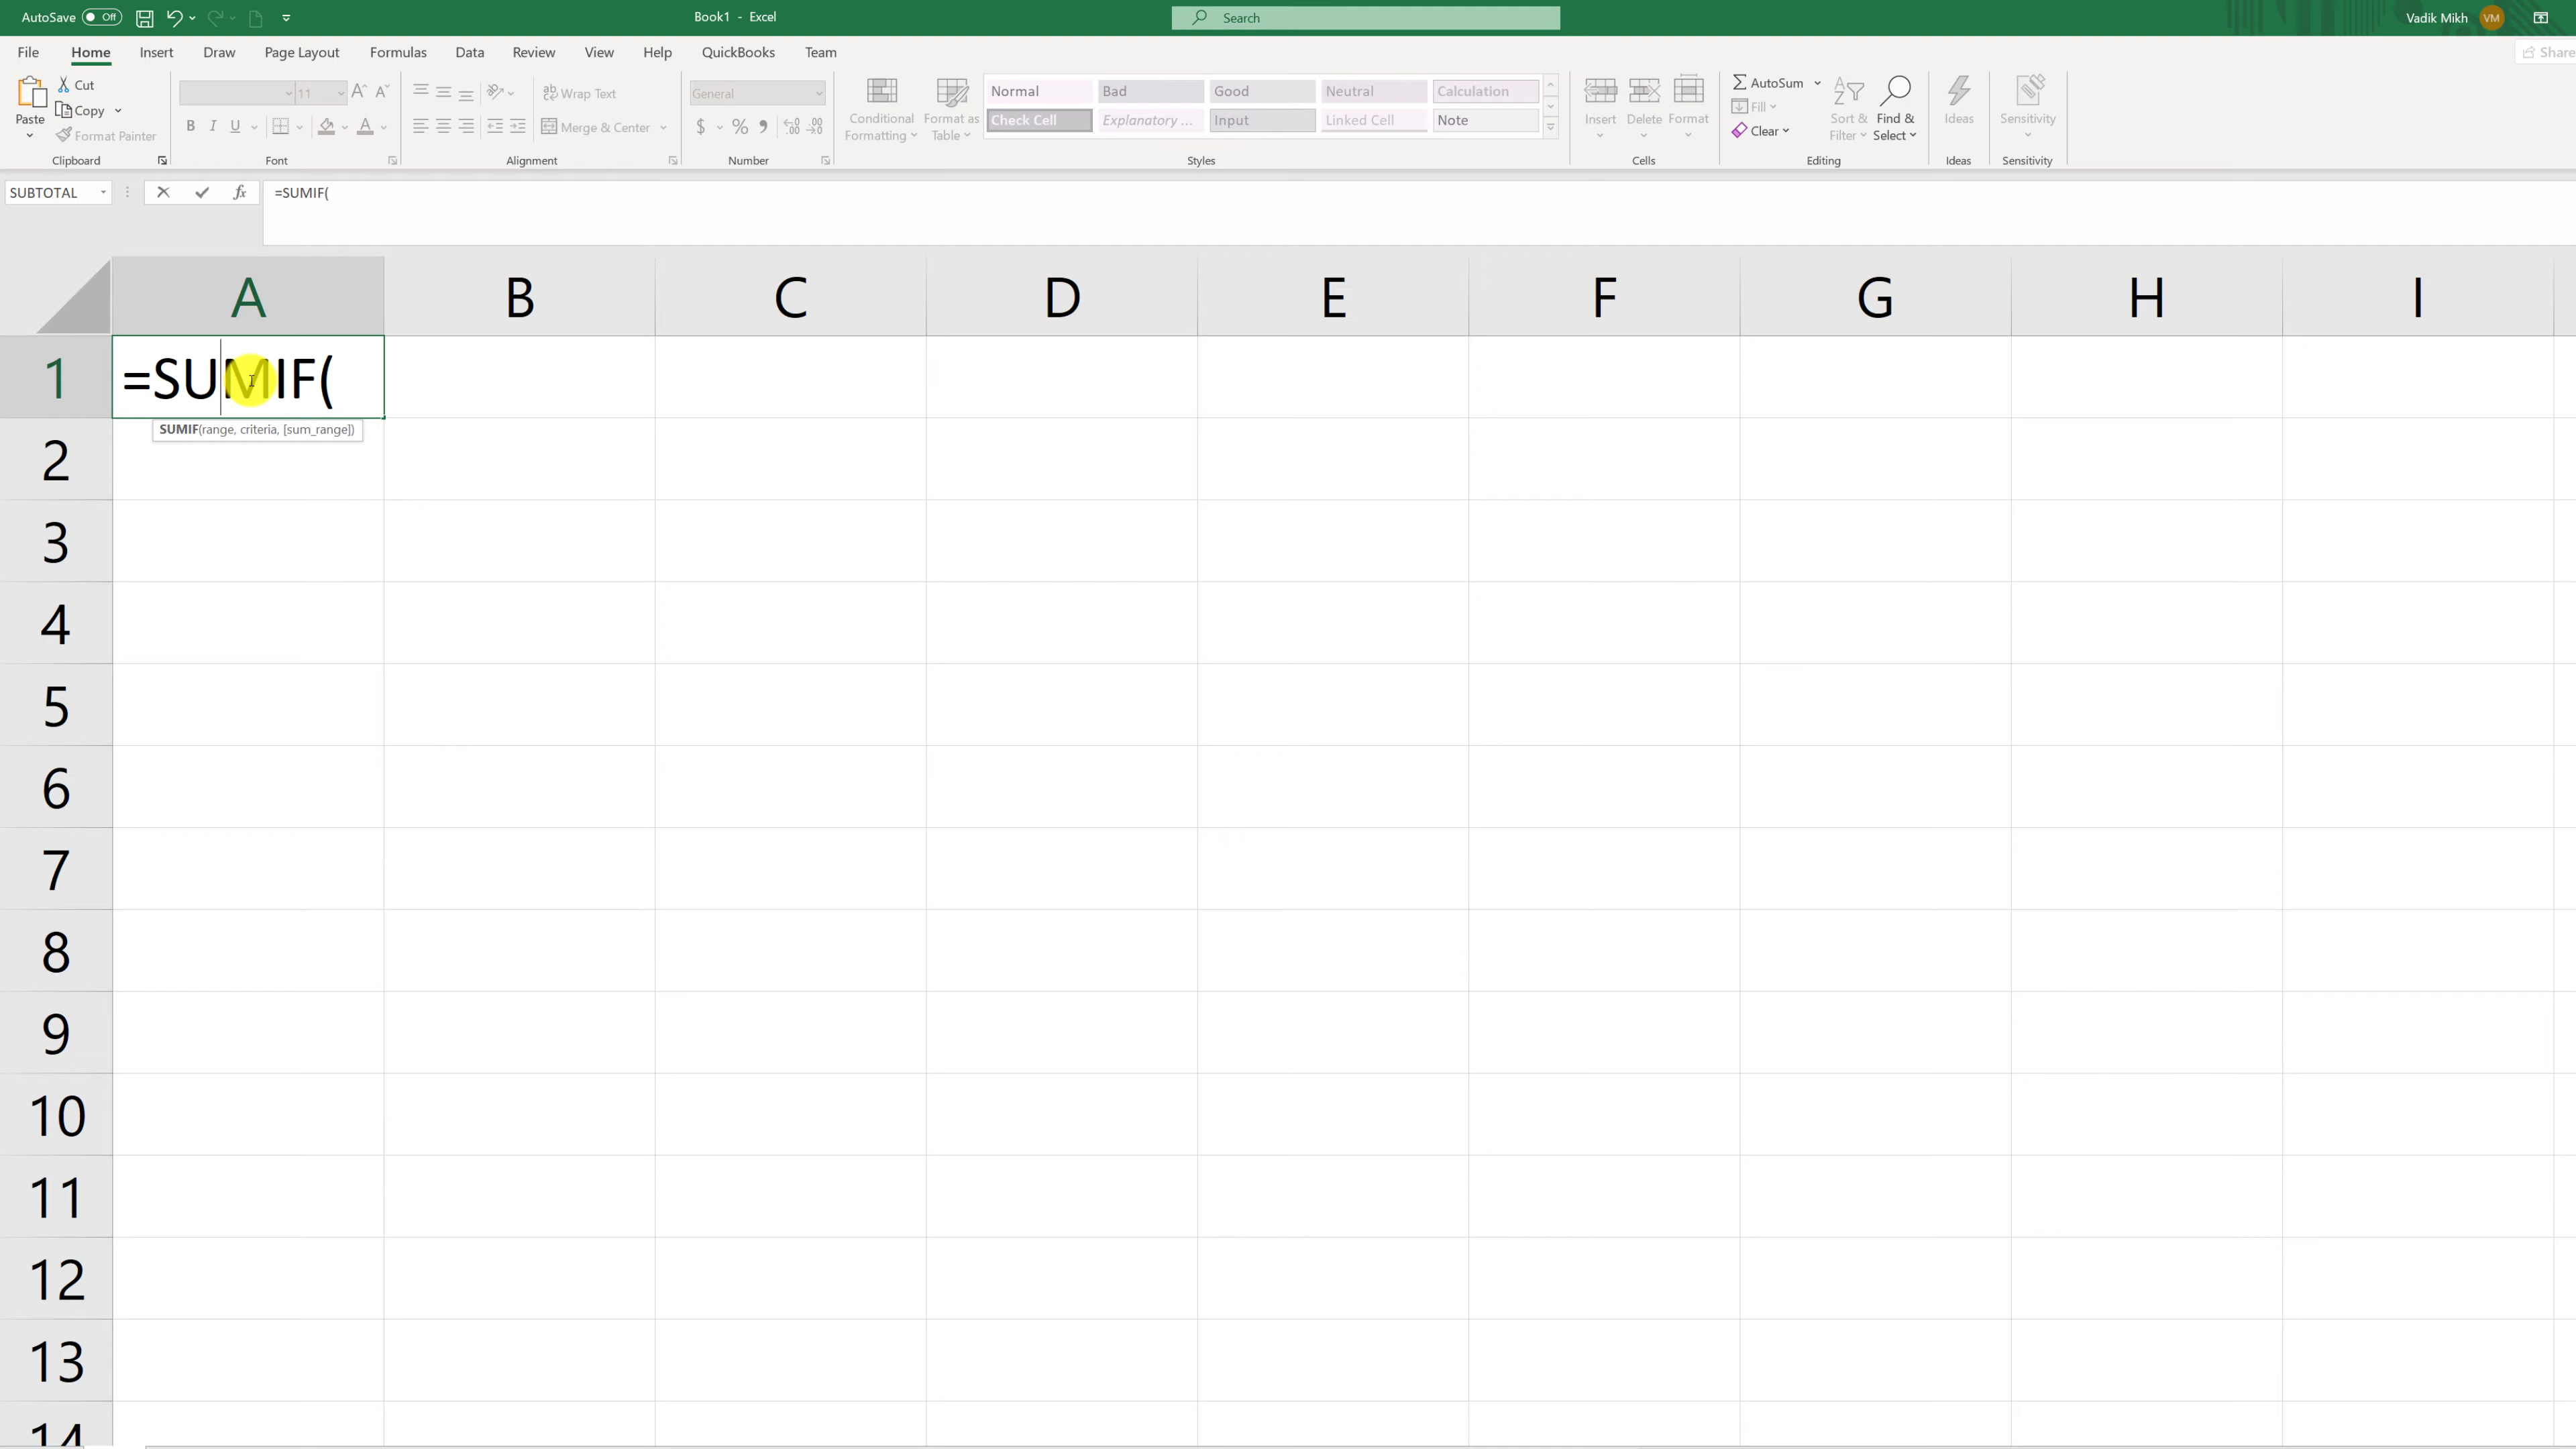 AutoSave Off Book1 - Excel Search Vadik Mikh VM
File Home Insert Draw Page Layout Formulas Data Review View Help QuickBooks Team Share
Paste
Cut
Copy
Format Painter
Clipboard
11 A A
B I U A
Font
ab Wrap Text
Merge & Center
Alignment
General
$ % , .00 .00
Number
Conditional
Formatting
Format as
Table
Normal Bad Good Neutral Calculation
Check Cell Explanatory ... Input Linked Cell Note
Styles
Insert Delete Format
Cells
AutoSum
Fill
Clear
Sort &
Filter
Find &
Select
Editing
Ideas
Ideas
Sensitivity
Sensitivity
SUBTOTAL fx =SUMIF(
A B C D E F G H I
1 =SUMIF(
SUMIF(range, criteria, [sum_range])
2
3
4
5
6
7
8
9
10
11
12
13
14